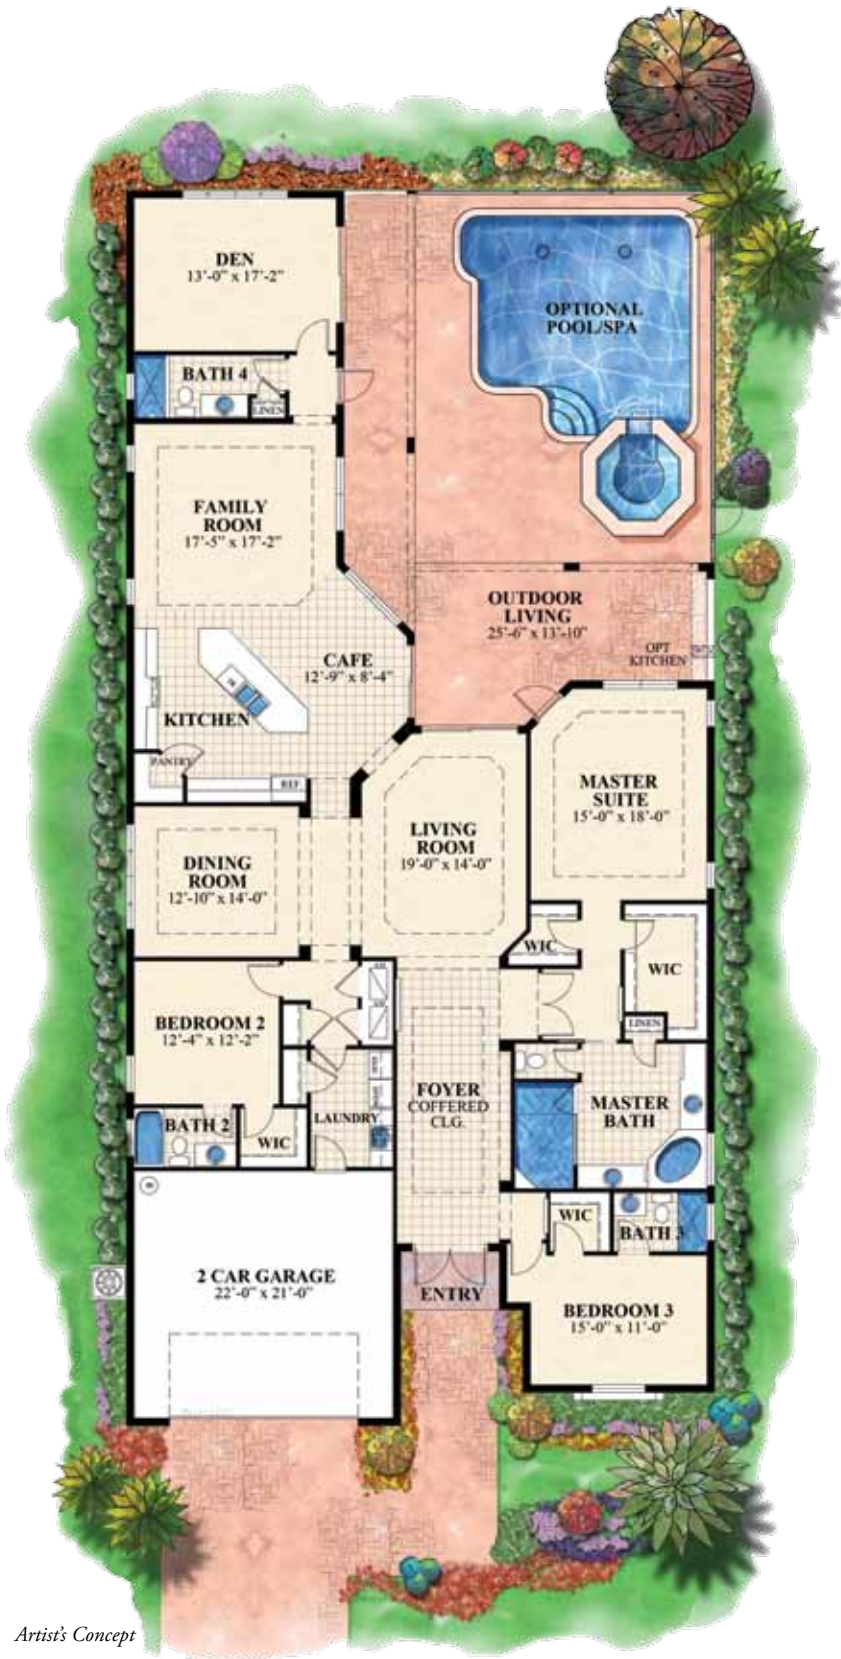 DEN
13'-0" x 17'-2"
OPTIONAL
POOL/SPA
BATH 4
LINEN
FAMILY
ROOM
17'-5" x 17'-2"
OUTDOOR
LIVING
25'-6" x 13'-10"
OPT
KITCHEN
CAFE
12'-9" x 8'-4"
KITCHEN
PANTRY
REF
MASTER
SUITE
15'-0" x 18'-0"
LIVING
ROOM
19'-0" x 14'-0"
DINING
ROOM
12'-10" x 14'-0"
WIC
WIC
LINEN
BEDROOM 2
12'-4" x 12'-2"
FOYER
COFFERED
CLG.
MASTER
BATH
LAUNDRY
BATH 2
WIC
WIC
BATH 3
2 CAR GARAGE
22'-0" x 21'-0"
ENTRY
BEDROOM 3
15'-0" x 11'-0"
Artist's Concept